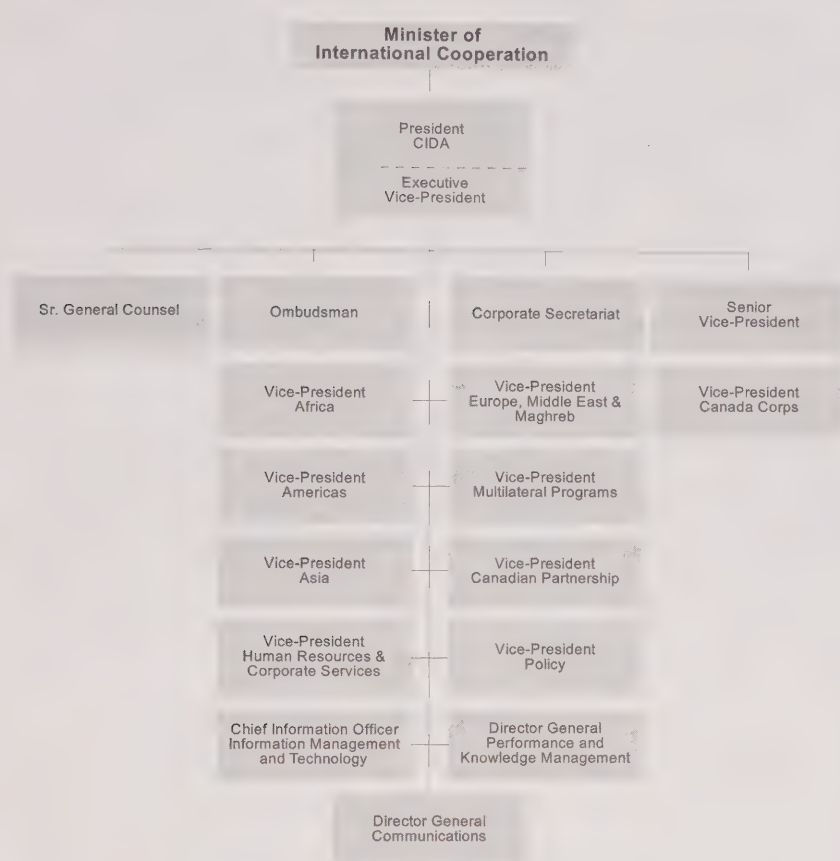 Minister of
International Cooperation
President
CIDA
Executive
Vice-President
Sr. General Counsel
Ombudsman
Corporate Secretariat
Senior
Vice-President
Vice-President
Africa
Vice-President
Europe, Middle East &
Maghreb
Vice-President
Canada Corps
Vice-President
Americas
Vice-President
Multilateral Programs
Vice-President
Asia
Vice-President
Canadian Partnership
Vice-President
Human Resources &
Corporate Services
Vice-President
Policy
Chief Information Officer
Information Management
and Technology
Director General
Performance and
Knowledge Management
Director General
Communications